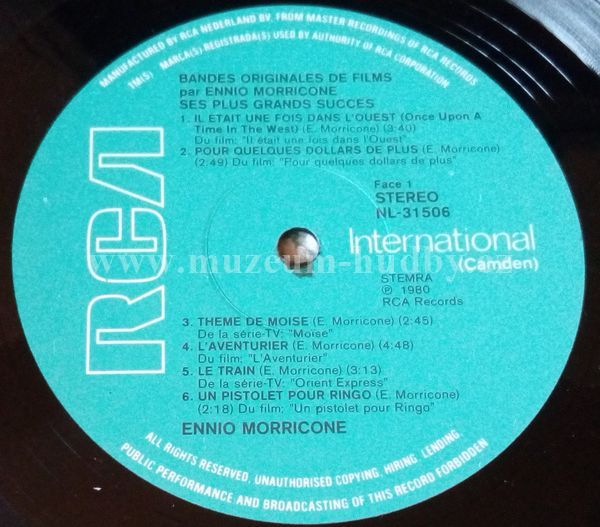 MANUFACTURED BY RCA NEDERLAND BV, FROM MASTER RECORDINGS OF RCA RECORDS
TM(S) MARCA(S) REGISTRADA(S) USED BY AUTHORITY OF RCA CORPORATION
RCA
BANDES ORIGINALES DE FILMS
par ENNIO MORRICONE
SES PLUS GRANDS SUCCES
1. IL ETAIT UNE FOIS DANS L'OUEST (Once Upon A
Time In The West) (E. Morricone) (3:40)
Du film: "Il était une fois dans l'Ouest"
2. POUR QUELQUES DOLLARS DE PLUS (E. Morricone)
(2:49) Du film: "Pour quelques dollars de plus"
Face 1
STEREO
NL-31506
International
(Camden)
www.muzeum-hudby
STEMRA
℗ 1980
RCA Records
3. THEME DE MOISE (E. Morricone) (2:45)
De la série-TV: "Moïse"
4. L'AVENTURIER (E. Morricone) (4:48)
Du film: "L'Aventurier"
5. LE TRAIN (E. Morricone) (3:13)
De la série-TV: "Orient Express"
6. UN PISTOLET POUR RINGO (E. Morricone)
(2:18) Du film: "Un pistolet pour Ringo"
ENNIO MORRICONE
ALL RIGHTS RESERVED, UNAUTHORISED COPYING, HIRING, LENDING,
PUBLIC PERFORMANCE AND BROADCASTING OF THIS RECORD FORBIDDEN